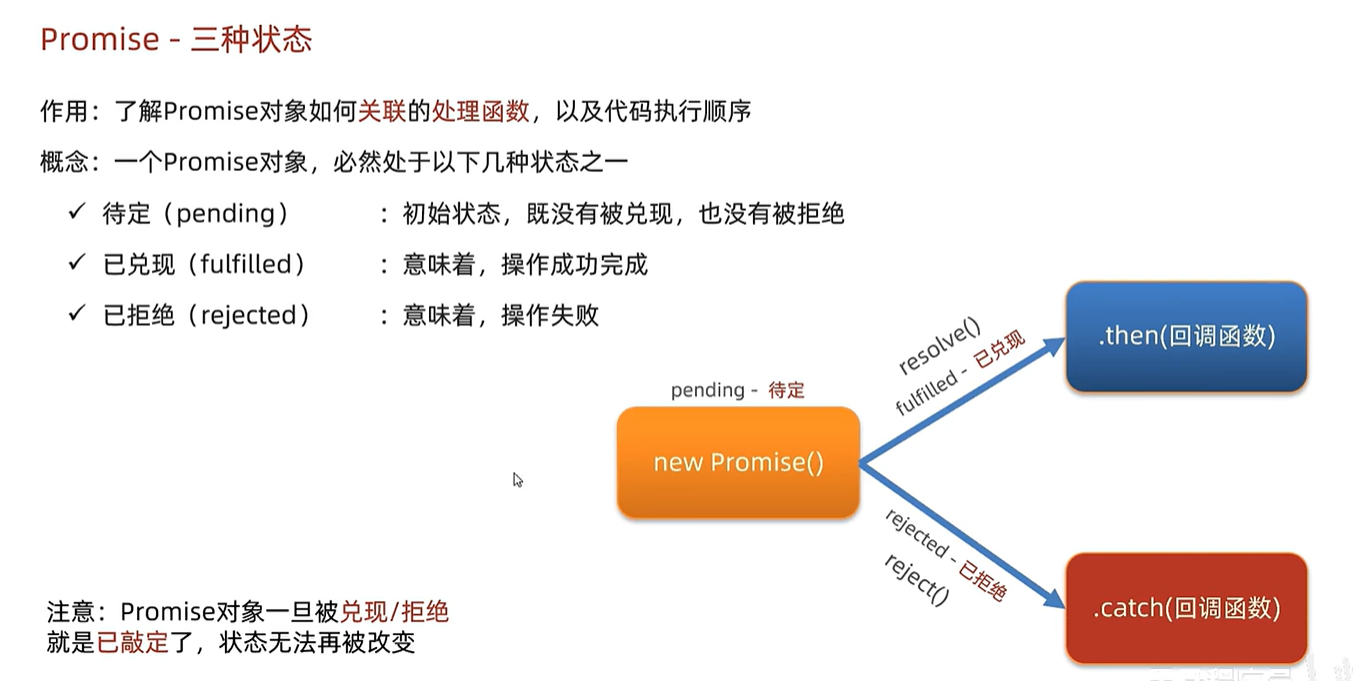 Promise - 三种状态
作用：了解Promise对象如何关联的处理函数，以及代码执行顺序
概念：一个Promise对象，必然处于以下几种状态之一
✓ 待定（pending） ：初始状态，既没有被兑现，也没有被拒绝
✓ 已兑现（fulfilled） ：意味着，操作成功完成
✓ 已拒绝（rejected） ：意味着，操作失败
resolve()
fulfilled - 已兑现
.then(回调函数)
pending - 待定
new Promise()
rejected - 已拒绝
reject()
.catch(回调函数)
注意：Promise对象一旦被兑现/拒绝
就是已敲定了，状态无法再被改变